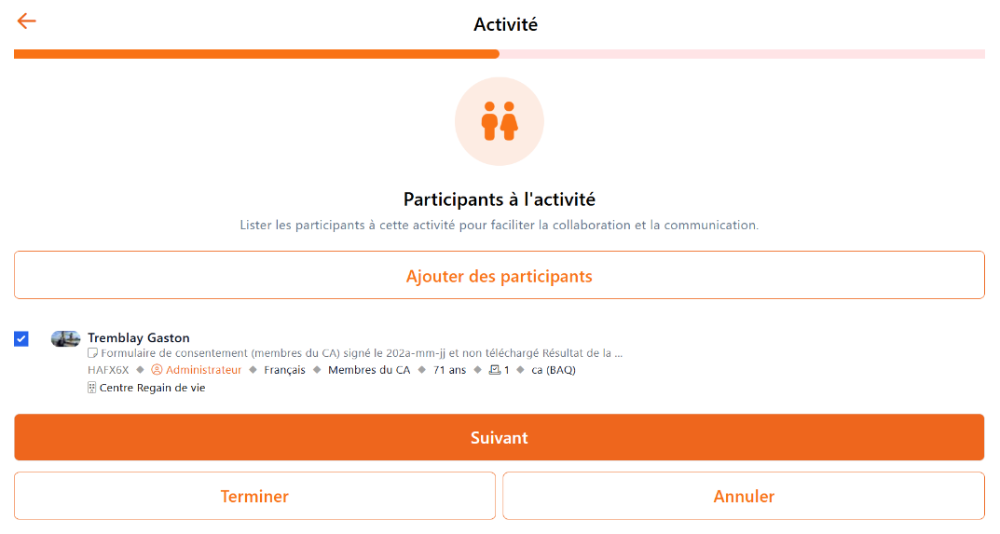 Activité
Participants à l'activité
Lister les participants à cette activité pour faciliter la collaboration et la communication.
Ajouter des participants
Tremblay Gaston
Formulaire de consentement (membres du CA) signé le 202a-mm-jj et non téléchargé Résultat de la ...
HAFX6X ◆ Administrateur ◆ Français ◆ Membres du CA ◆ 71 ans ◆ 1 ◆ ca (BAQ)
Centre Regain de vie
Suivant
Terminer
Annuler